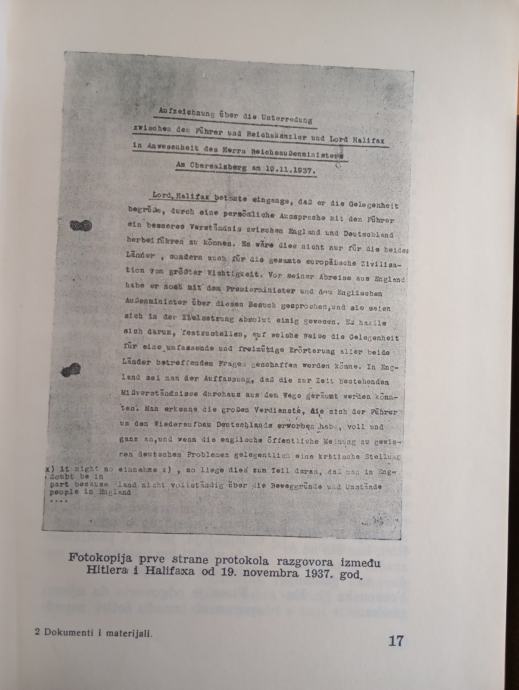 Aufzeichnung über die Unterredung
zwischen dem Führer und Reichskanzler und Lord Halifax
in Anwesenheit des Herrn Reichsaußenministers
Am Obersalzberg am 19.11.1937.
Lord Halifax betonte eingangs, daß er die Gelegenheit
begrüße, durch eine persönliche Aussprache mit dem Führer
ein besseres Verständnis zwischen England und Deutschland
herbeiführen zu können. Es wäre dies nicht nur für die beiden
Länder , sondern auch für die gesamte europäische Zivilisa-
tion von größter Wichtigkeit. Vor seiner Abreise aus England
habe er noch mit dem Premierminister und dem Englischen
Außenminister über diesen Besuch gesprochen,und sie seien
sich in der Zielsetzung absolut einig gewesen. Es handle
sich darum, festzustellen, auf welche Weise die Gelegenheit
für eine umfassende und freimütige Erörterung aller beide
Länder betreffenden Fragen geschaffen werden könne. In Eng-
land sei man der Auffassung, daß die zur Zeit bestehenden
Mißverständnisse durchaus aus dem Wege geräumt werden könn-
ten. Man erkenne die großen Verdienste, die sich der Führer
um den Wiederaufbau Deutschlands erworben habe, voll und
ganz an,und wenn die englische öffentliche Meinung zu gewis-
sen deutschen Problemen gelegentlich eine kritische Stellung
x) it might no einnehme x) , so liege dies zum Teil daran, daß man in Eng-
doubt be in
part because land nicht vollständig über die Beweggründe und Umstände
people in England
....
Fotokopija prve strane protokola razgovora između
Hitlera i Halifaxa od 19. novembra 1937. god.
2 Dokumenti i materijali.
17